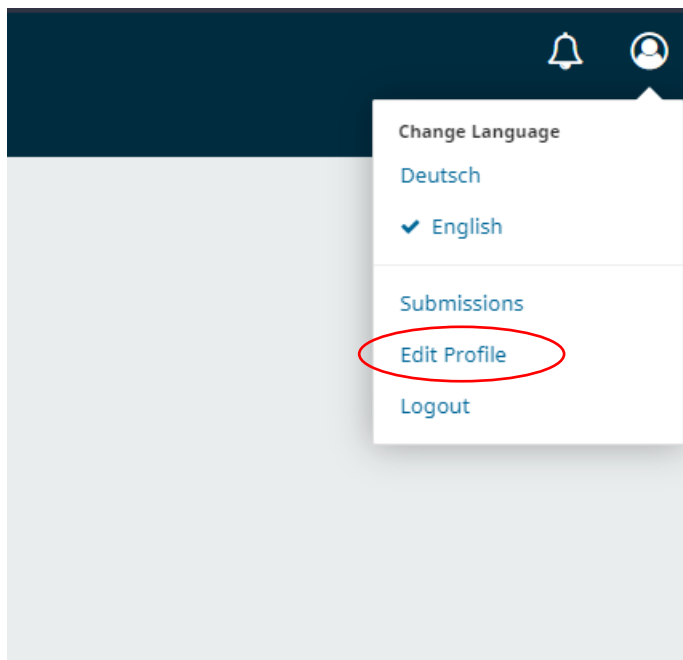 Change Language
Deutsch
English
Submissions
Edit Profile
Logout